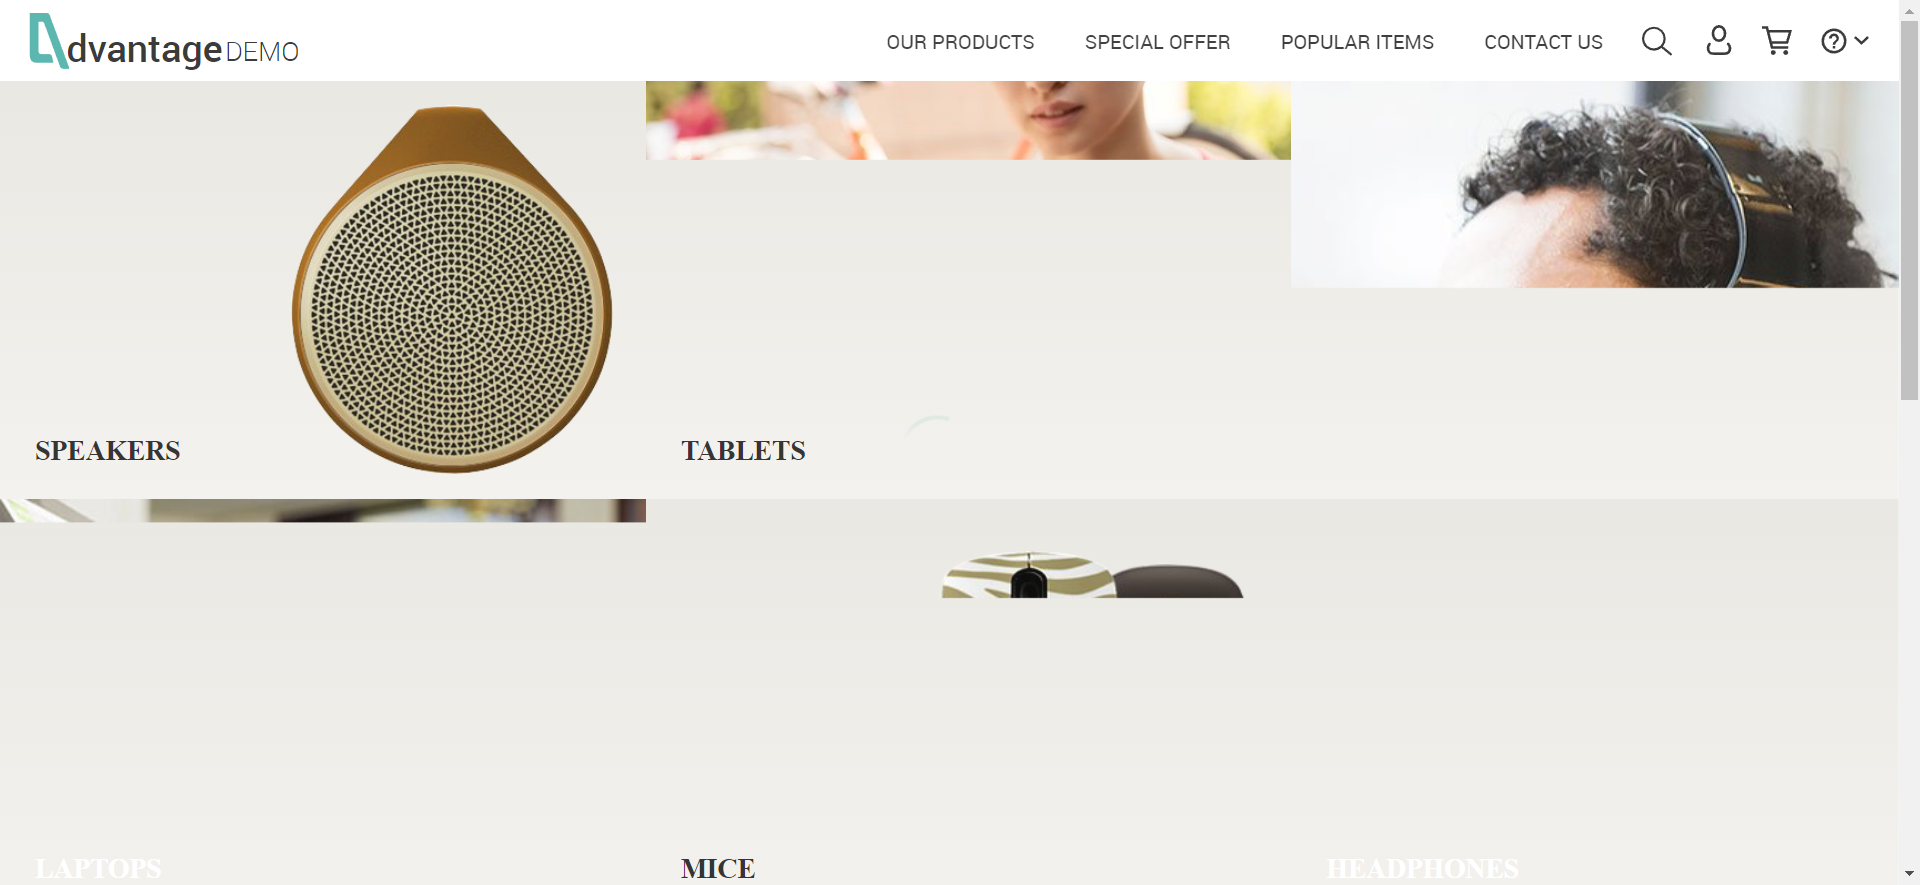 dvantage DEMO
OUR PRODUCTS SPECIAL OFFER POPULAR ITEMS CONTACT US
SPEAKERS
TABLETS
LAPTOPS
MICE
HEADPHONES